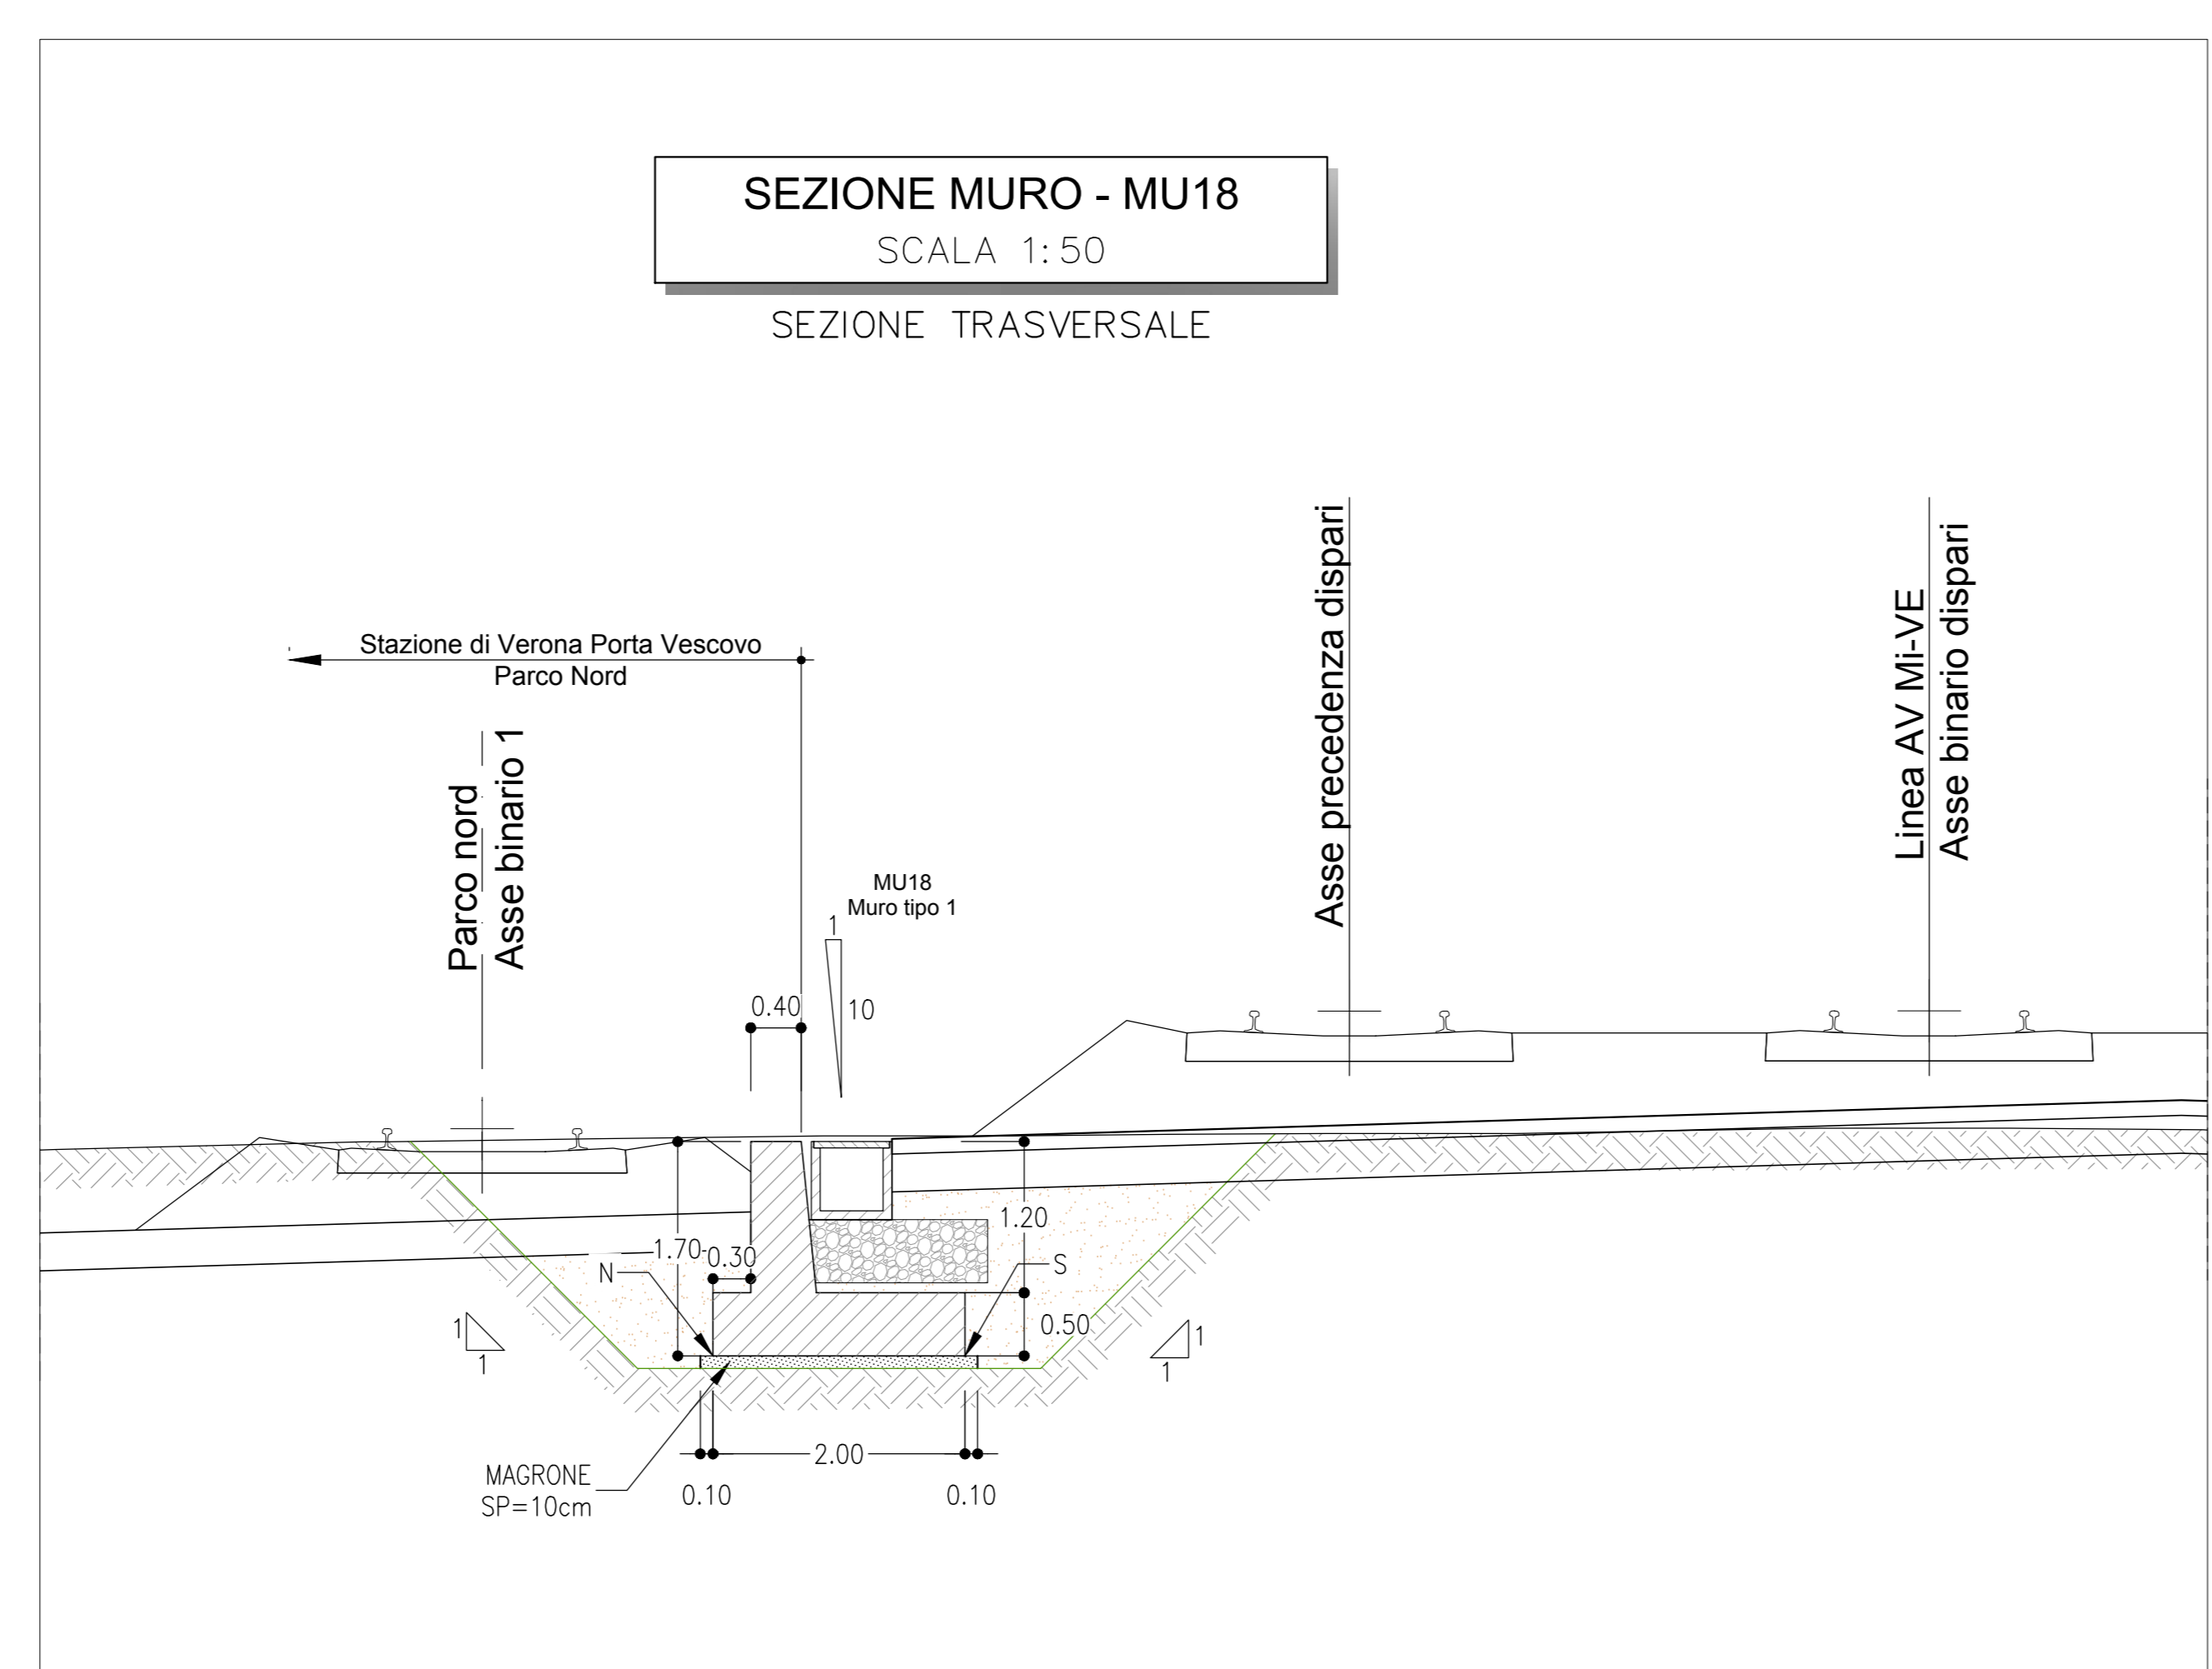 SEZIONE MURO - MU18
SCALA 1:50
SEZIONE TRASVERSALE
Stazione di Verona Porta Vescovo
Parco Nord
Parco nord
Asse binario 1
MU18
Muro tipo 1
1
10
0.40
Asse precedenza dispari
Linea AV Mi-VE
Asse binario dispari
1.70
0.30
1.20
N
S
0.50
1
1
1
1
2.00
0.10
0.10
MAGRONE
SP=10cm